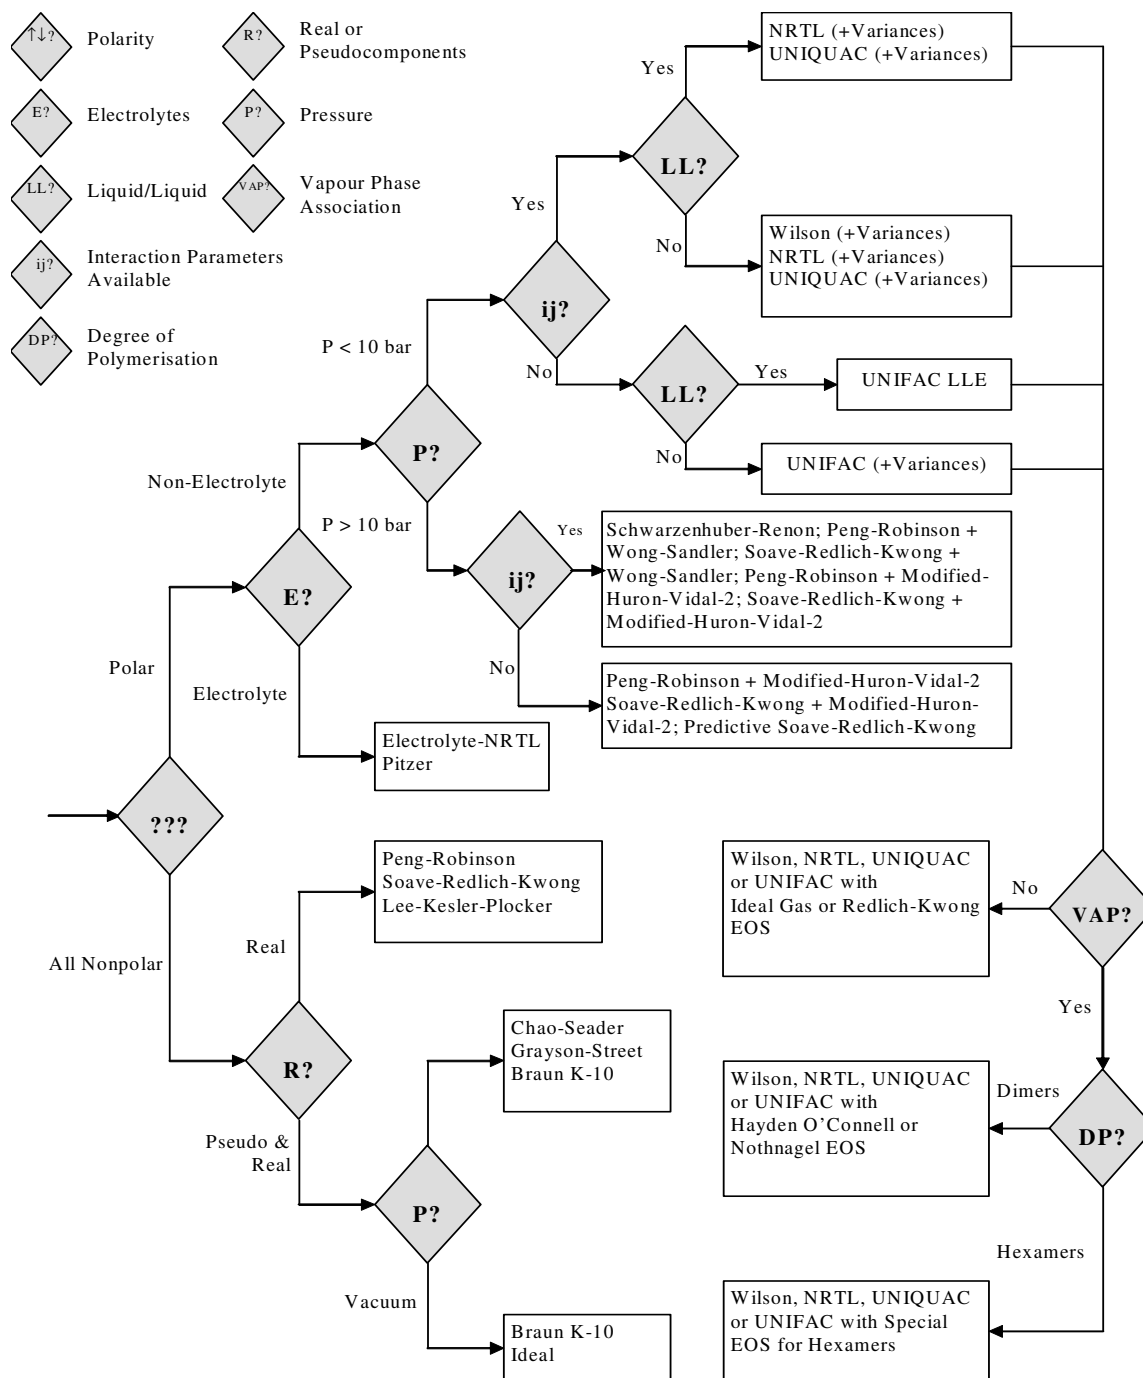 ↑↓?
Polarity
R?
Real or
Pseudocomponents
E?
Electrolytes
P?
Pressure
LL?
Liquid/Liquid
VAP?
Vapour Phase
Association
ij?
Interaction Parameters
Available
DP?
Degree of
Polymerisation
NRTL (+Variances)
UNIQUAC (+Variances)
Yes
LL?
No
Wilson (+Variances)
NRTL (+Variances)
UNIQUAC (+Variances)
Yes
ij?
No
LL?
Yes
UNIFAC LLE
No
UNIFAC (+Variances)
P < 10 bar
P?
P > 10 bar
ij?
Yes
Schwarzenhuber-Renon; Peng-Robinson +
Wong-Sandler; Soave-Redlich-Kwong +
Wong-Sandler; Peng-Robinson + Modified-
Huron-Vidal-2; Soave-Redlich-Kwong +
Modified-Huron-Vidal-2
No
Peng-Robinson + Modified-Huron-Vidal-2
Soave-Redlich-Kwong + Modified-Huron-
Vidal-2; Predictive Soave-Redlich-Kwong
Non-Electrolyte
E?
Electrolyte
Electrolyte-NRTL
Pitzer
Polar
???
All Nonpolar
Peng-Robinson
Soave-Redlich-Kwong
Lee-Kesler-Plocker
Real
R?
Pseudo &
Real
Chao-Seader
Grayson-Street
Braun K-10
P?
Vacuum
Braun K-10
Ideal
Wilson, NRTL, UNIQUAC
or UNIFAC with
Ideal Gas or Redlich-Kwong
EOS
No
VAP?
Yes
Wilson, NRTL, UNIQUAC
or UNIFAC with
Hayden O’Connell or
Nothnagel EOS
Dimers
DP?
Hexamers
Wilson, NRTL, UNIQUAC
or UNIFAC with Special
EOS for Hexamers